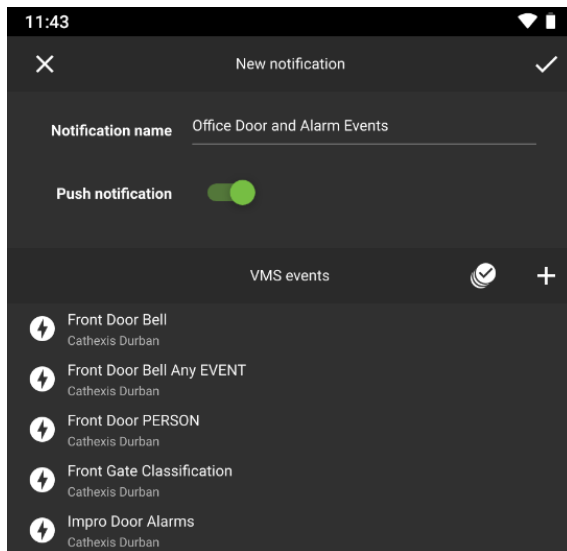 11:43
New notification
Notification name Office Door and Alarm Events
Push notification
VMS events
Front Door Bell
Cathexis Durban
Front Door Bell Any EVENT
Cathexis Durban
Front Door PERSON
Cathexis Durban
Front Gate Classification
Cathexis Durban
Impro Door Alarms
Cathexis Durban